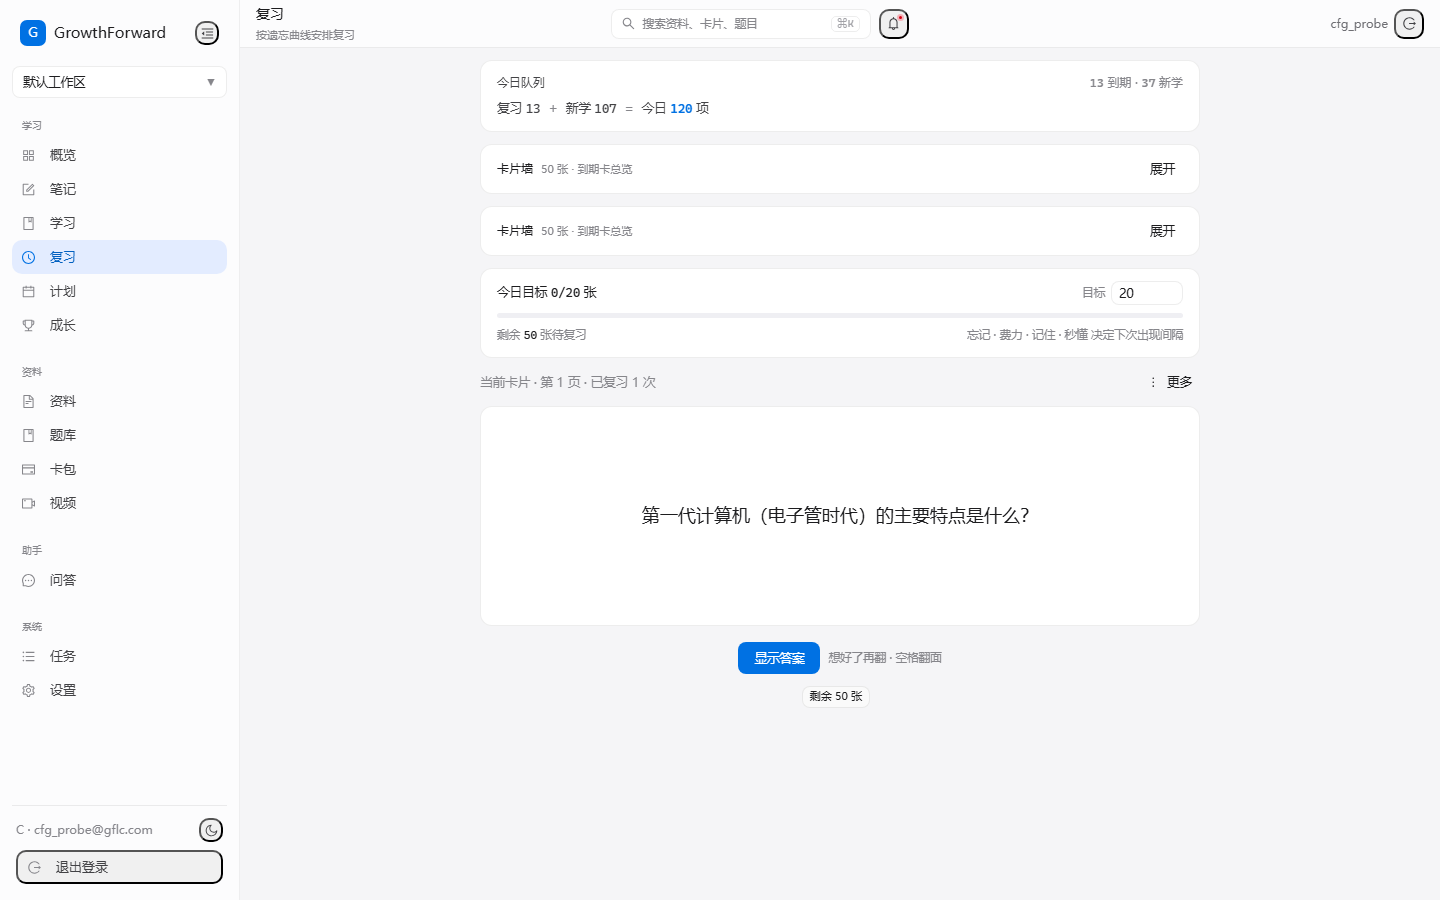 G GrowthForward
默认工作区 ▼
学习
概览
笔记
学习
复习
计划
成长
资料
资料
题库
卡包
视频
助手
问答
系统
任务
设置
C · cfg_probe@gflc.com
退出登录
复习
按遗忘曲线安排复习
搜索资料、卡片、题目 ⌘K
cfg_probe
今日队列 13 到期 · 37 新学
复习 13 + 新学 107 = 今日 120 项
卡片墙 50 张 · 到期卡总览 展开
卡片墙 50 张 · 到期卡总览 展开
今日目标 0/20 张 目标 20
剩余 50 张待复习 忘记 · 费力 · 记住 · 秒懂 决定下次出现间隔
当前卡片 · 第 1 页 · 已复习 1 次 ⋮ 更多
第一代计算机（电子管时代）的主要特点是什么？
显示答案 想好了再翻 · 空格翻面
剩余 50 张